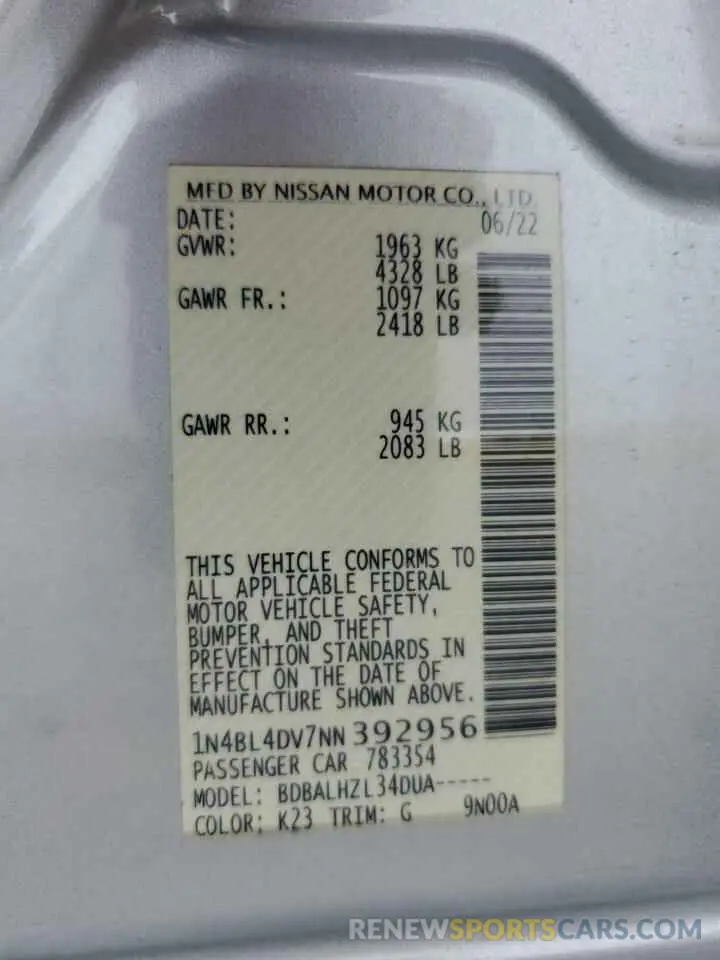 MFD BY NISSAN MOTOR CO., LTD.
DATE: 06/22
GVWR: 1963 KG
4328 LB
GAWR FR.: 1097 KG
2418 LB
GAWR RR.: 945 KG
2083 LB
THIS VEHICLE CONFORMS TO
ALL APPLICABLE FEDERAL
MOTOR VEHICLE SAFETY,
BUMPER, AND THEFT
PREVENTION STANDARDS IN
EFFECT ON THE DATE OF
MANUFACTURE SHOWN ABOVE.
1N4BL4DV7NN392956
PASSENGER CAR 783354
MODEL: BDBALHZL34DUA-----
COLOR: K23 TRIM: G 9N00A
RENEWSPORTSCARS.COM